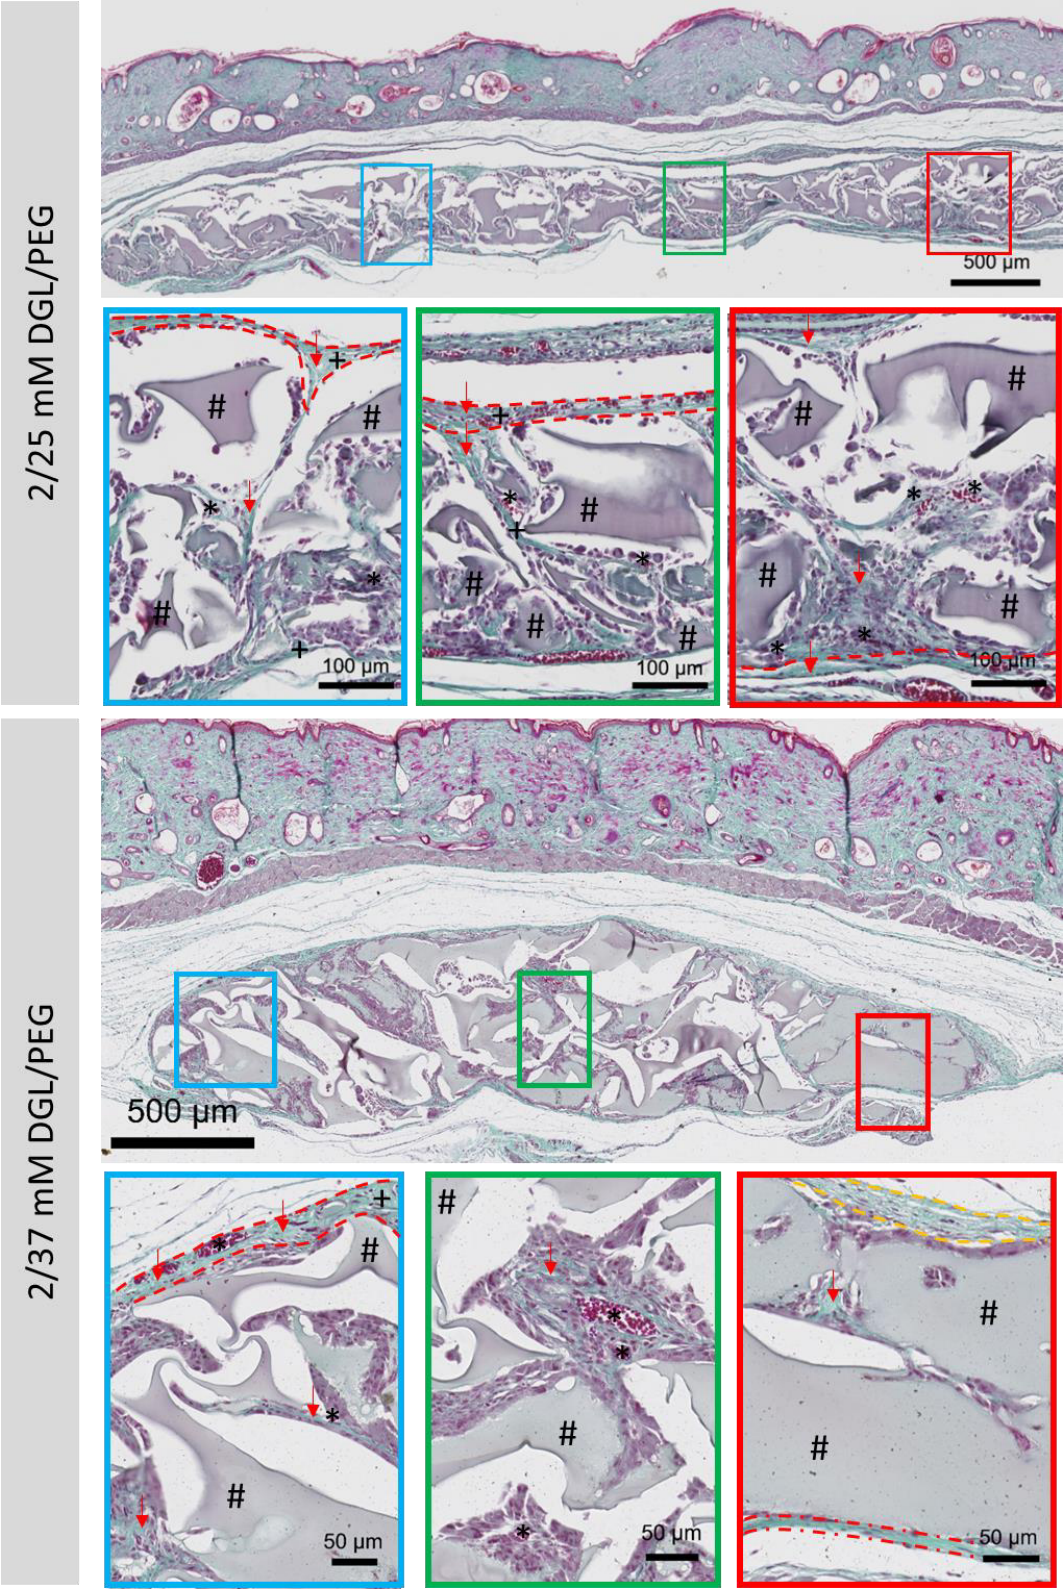 2/25 mM DGL/PEG
500 µm
# # * * # + +
100 µm
+ + * # * # # #
100 µm
# # * * # # * *
100 µm
2/37 mM DGL/PEG
500 µm
+ * # * #
50 µm
# * * # *
50 µm
# #
50 µm